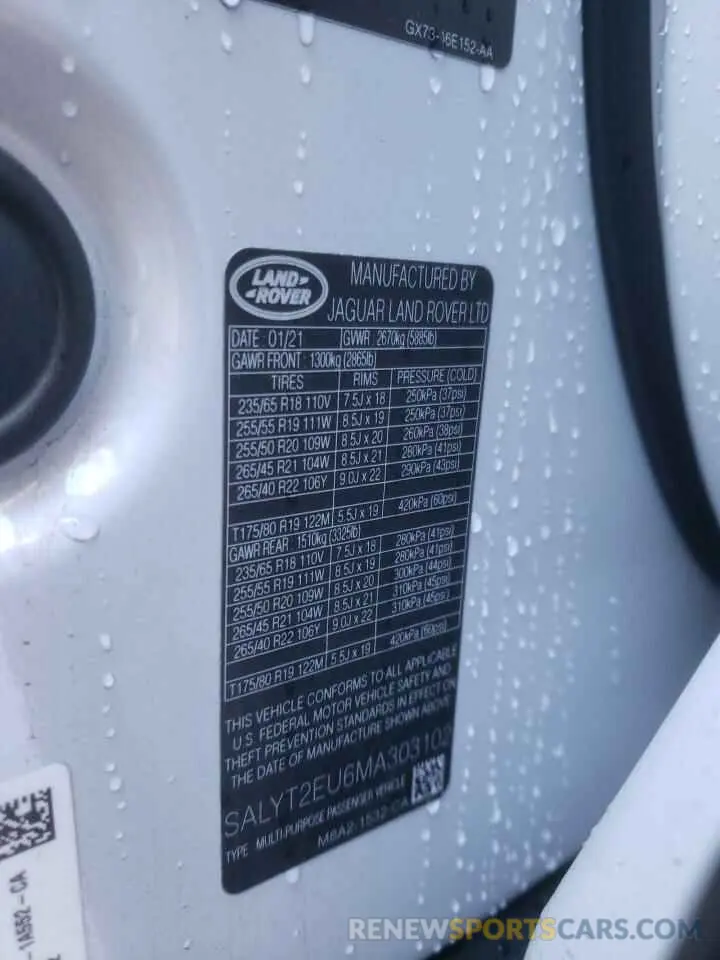 GX73-16E152-AA
LAND-
-ROVER
MANUFACTURED BY
JAGUAR LAND ROVER LTD
DATE : 01/21 GVWR : 2670kg (5885lb)
GAWR FRONT : 1300kg (2865lb)
TIRES RIMS PRESSURE (COLD)
235/65 R18 110V 7.5J x 18 250kPa (37psi)
255/55 R19 111W 8.5J x 19 250kPa (37psi)
255/50 R20 109W 8.5J x 20 260kPa (38psi)
265/45 R21 104W 8.5J x 21 280kPa (41psi)
265/40 R22 106Y 9.0J x 22 290kPa (43psi)
T175/80 R19 122M 5.5J x 19 420kPa (60psi)
GAWR REAR : 1510kg (3325lb)
235/65 R18 110V 7.5J x 18 280kPa (41psi)
255/55 R19 111W 8.5J x 19 280kPa (41psi)
255/50 R20 109W 8.5J x 20 300kPa (44psi)
265/45 R21 104W 8.5J x 21 310kPa (45psi)
265/40 R22 106Y 9.0J x 22 310kPa (45psi)
T175/80 R19 122M 5.5J x 19 420kPa (60psi)
THIS VEHICLE CONFORMS TO ALL APPLICABLE
U.S. FEDERAL MOTOR VEHICLE SAFETY AND
THEFT PREVENTION STANDARDS IN EFFECT ON
THE DATE OF MANUFACTURE SHOWN ABOVE
SALYT2EU6MA303102
TYPE : MULTI-PURPOSE PASSENGER VEHICLE
M8A2-1532-CA
-1A552-CA
RENEWSPORTSCARS.COM